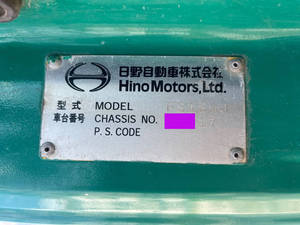 日野自動車株式会社
Hino Motors, Ltd.
型式 MODEL
車台番号 CHASSIS NO.
P. S. CODE